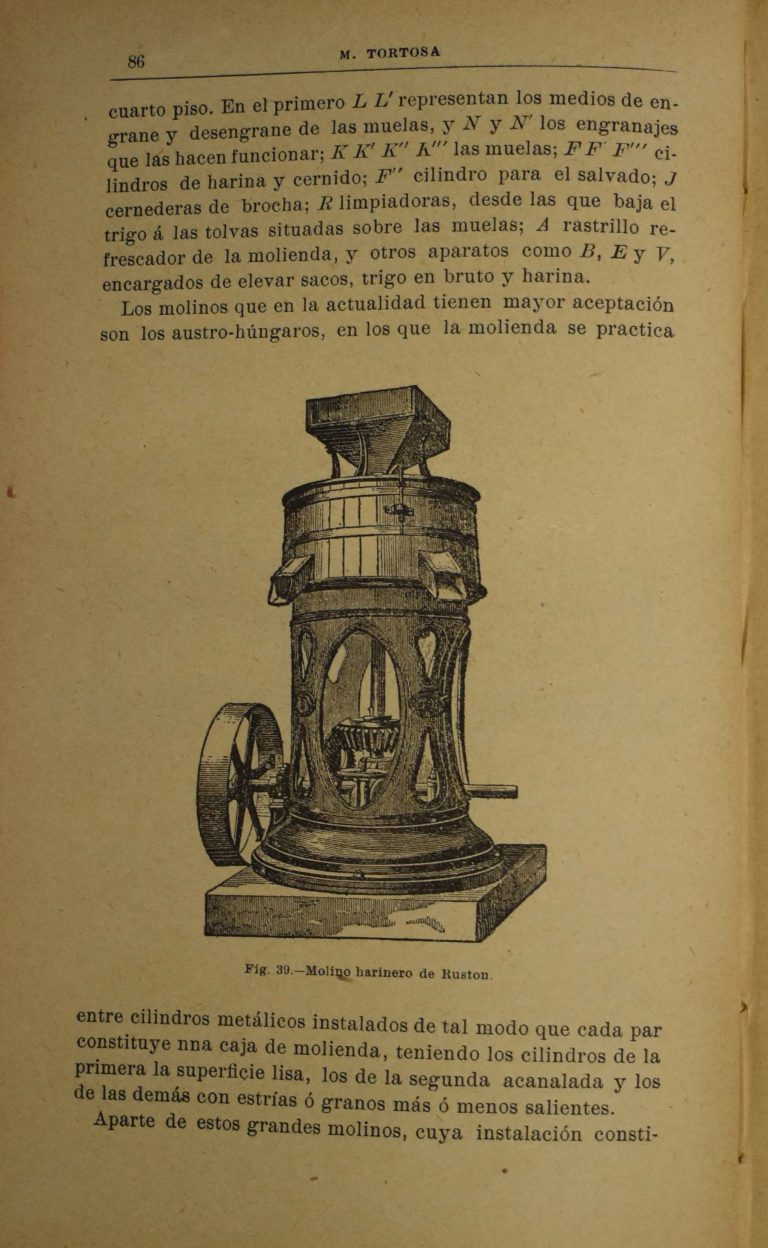 86
M. TORTOSA
cuarto piso. En el primero L L' representan los medios de en-
grane y desengrane de las muelas, y N y N' los engranajes
que las hacen funcionar; K K' K'' K''' las muelas; F F' F''' ci-
lindros de harina y cernido; F'' cilindro para el salvado; J
cernederas de brocha; R limpiadoras, desde las que baja el
trigo á las tolvas situadas sobre las muelas; A rastrillo re-
frescador de la molienda, y otros aparatos como B, E y V,
encargados de elevar sacos, trigo en bruto y harina.
Los molinos que en la actualidad tienen mayor aceptación
son los austro-húngaros, en los que la molienda se practica
Fig. 39.—Molino harinero de Ruston.
entre cilindros metálicos instalados de tal modo que cada par
constituye nna caja de molienda, teniendo los cilindros de la
primera la superficie lisa, los de la segunda acanalada y los
de las demás con estrías ó granos más ó menos salientes.
Aparte de estos grandes molinos, cuya instalación consti-